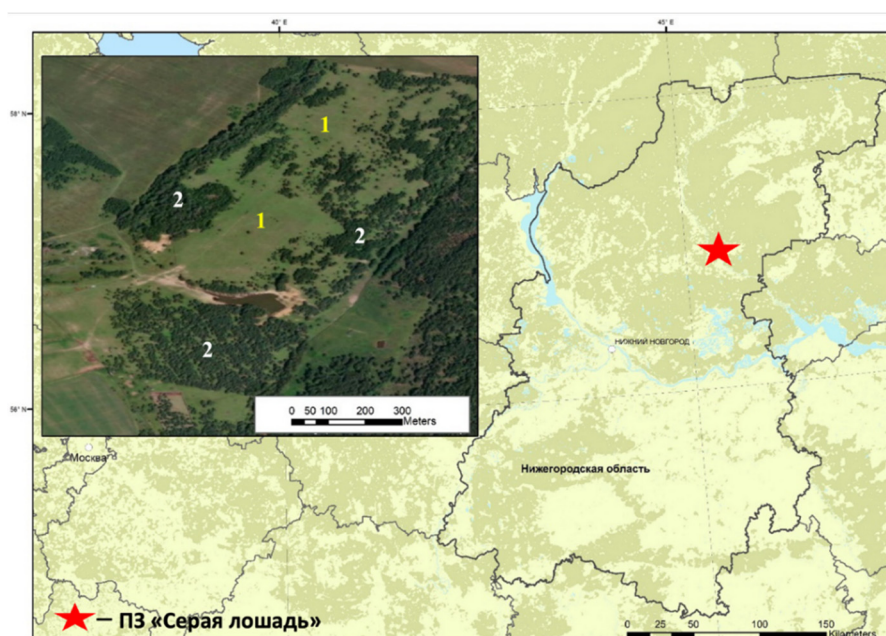 40° E
45° E
58° N
1
2
1
2
2
0 50 100 200 300
Meters
НИЖНИЙ НОВГОРОД
56° N
Москва
Нижегородская область
– ПЗ «Серая лошадь»
0 25 50 100 150
Kilometers